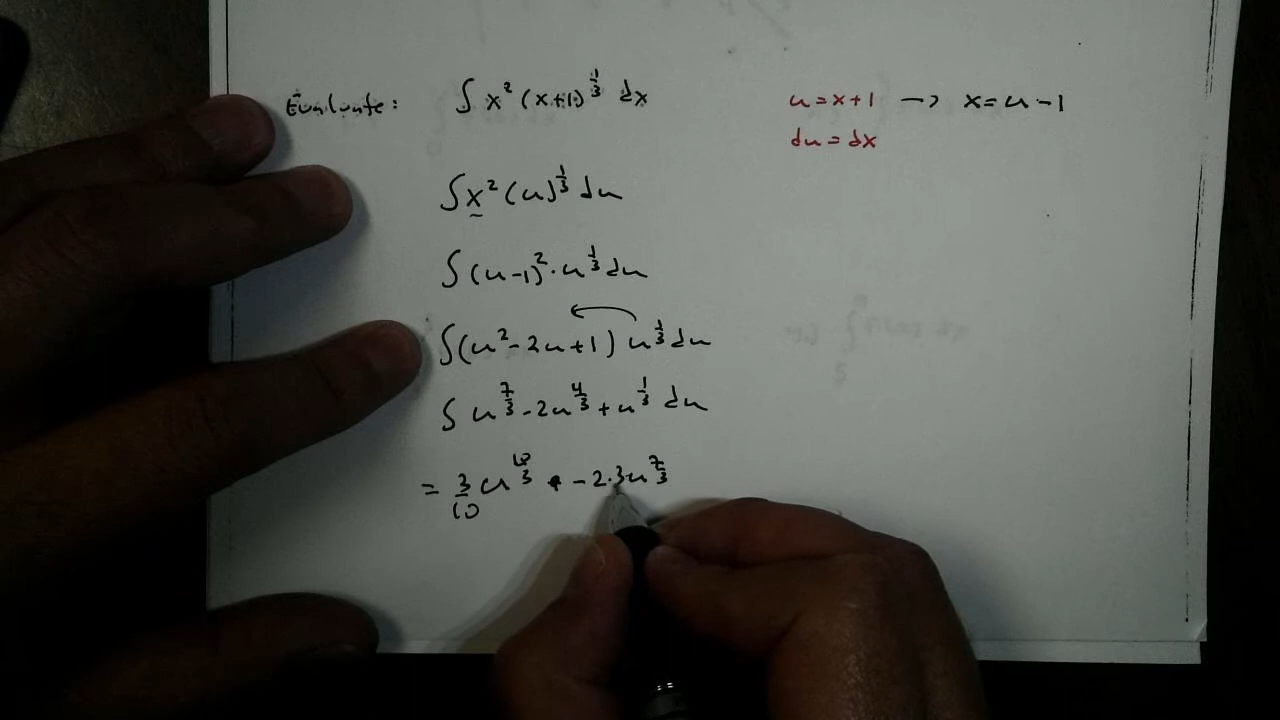 Evaluate: ∫ x² (x+1)^(1/3) dx
u = x+1 → x = u - 1
du = dx
∫ x² (u)^(1/3) du
∫ (u-1)² · u^(1/3) du
∫ (u² - 2u + 1) u^(1/3) du
∫ u^(7/3) - 2u^(4/3) + u^(1/3) du
= 3/10 u^(10/3) - 2·3u^(7/3)